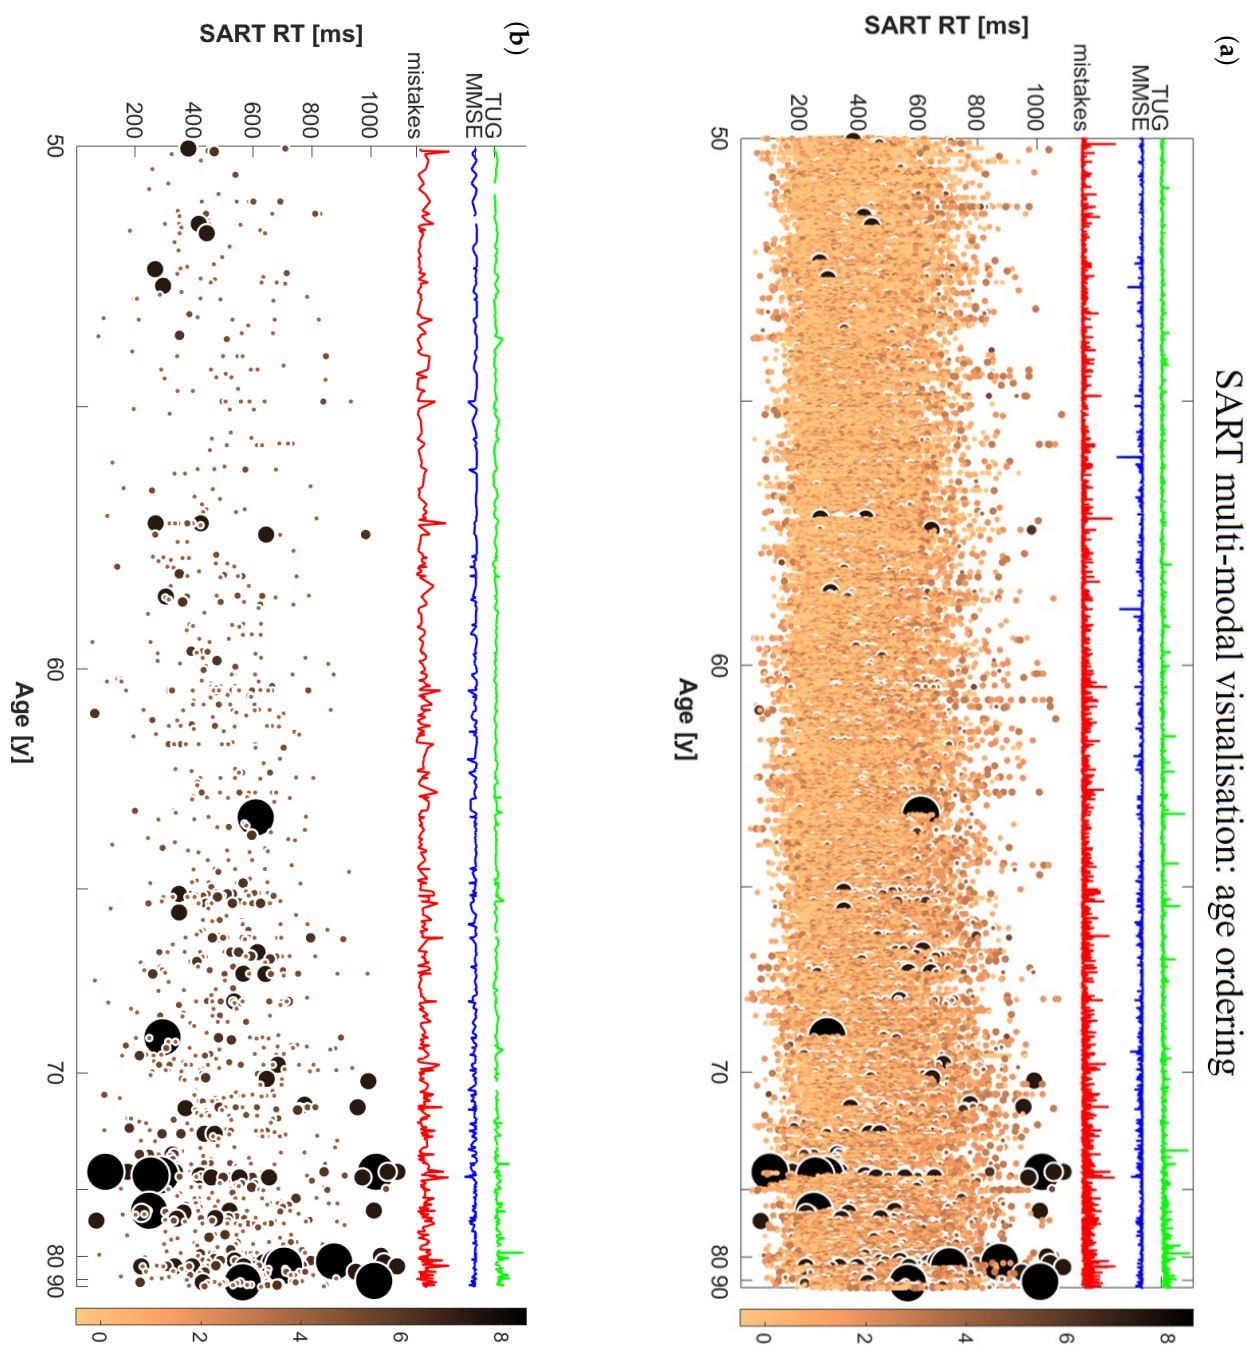 SART multi-modal visualisation: age ordering
(a)
TUG
MMSE
mistakes
1000
800
600
400
200
SART RT [ms]
50
60
70
80
90
Age [y]
0
2
4
6
8
(b)
TUG
MMSE
mistakes
1000
800
600
400
200
SART RT [ms]
50
60
70
80
90
Age [y]
0
2
4
6
8